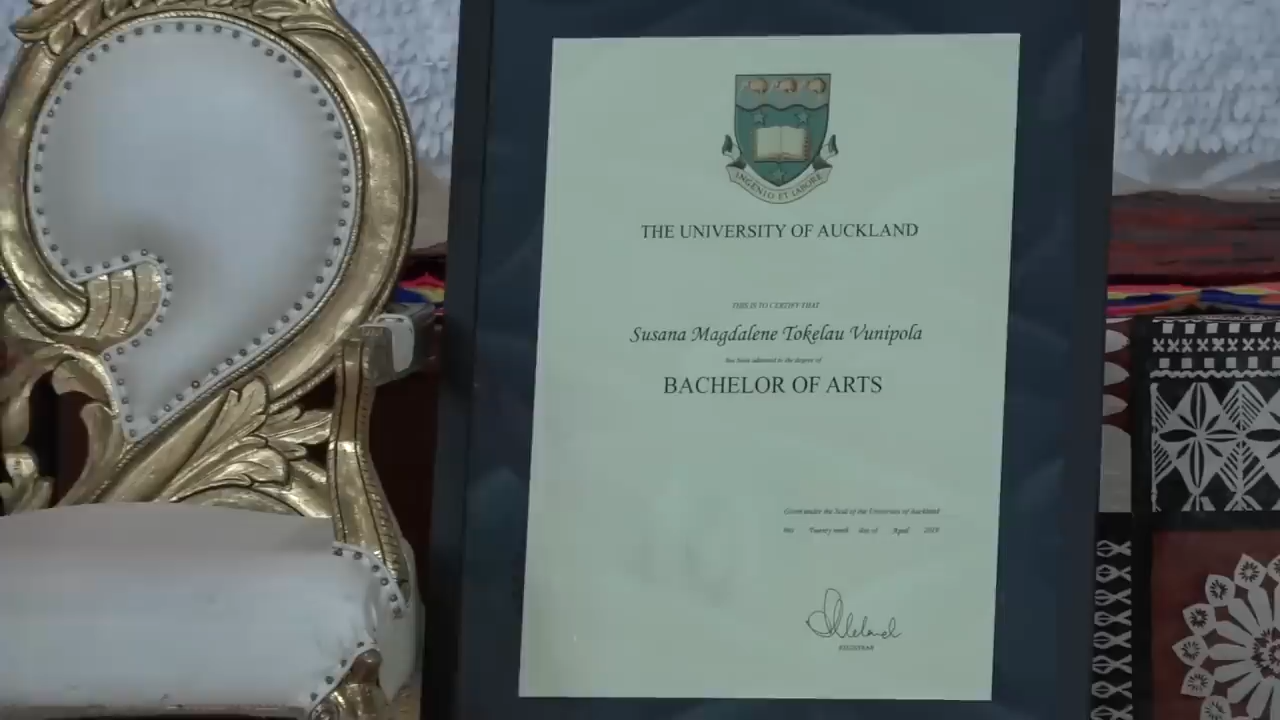 INGENIO ET LABORE
THE UNIVERSITY OF AUCKLAND
THIS IS TO CERTIFY THAT
Susana Magdalene Tokelau Vunipola
has been admitted to the degree of
BACHELOR OF ARTS
Given under the Seal of the University of Auckland
this Twenty ninth day of April
REGISTRAR